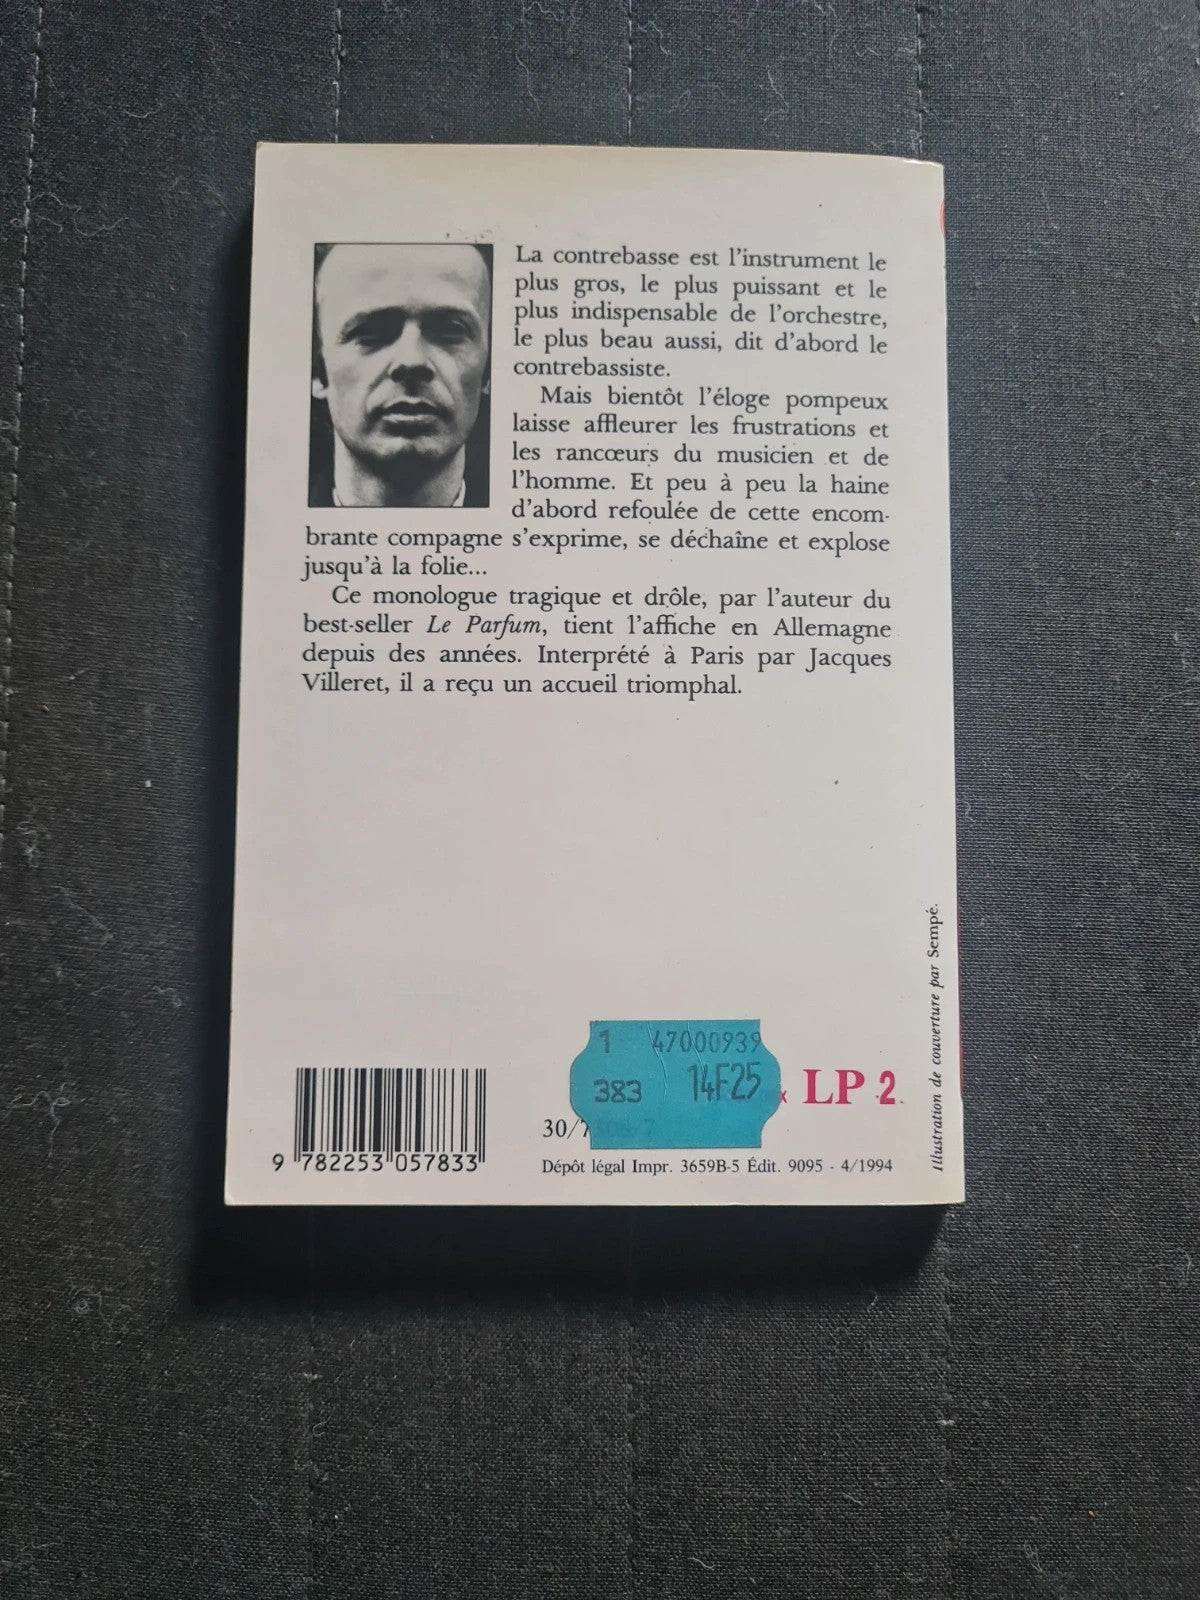 La contrebasse est l'instrument le
plus gros, le plus puissant et le
plus indispensable de l'orchestre,
le plus beau aussi, dit d'abord le
contrebassiste.
Mais bientôt l'éloge pompeux
laisse affleurer les frustrations et
les rancœurs du musicien et de
l'homme. Et peu à peu la haine
d'abord refoulée de cette encom-
brante compagne s'exprime, se déchaîne et explose
jusqu'à la folie...
Ce monologue tragique et drôle, par l'auteur du
best-seller Le Parfum, tient l'affiche en Allemagne
depuis des années. Interprété à Paris par Jacques
Villeret, il a reçu un accueil triomphal.
Illustration de couverture par Sempé.
1 47000939
383 14F25
LP 2
30/7
9 782253 057833
Dépôt légal Impr. 3659B-5 Édit. 9095 - 4/1994